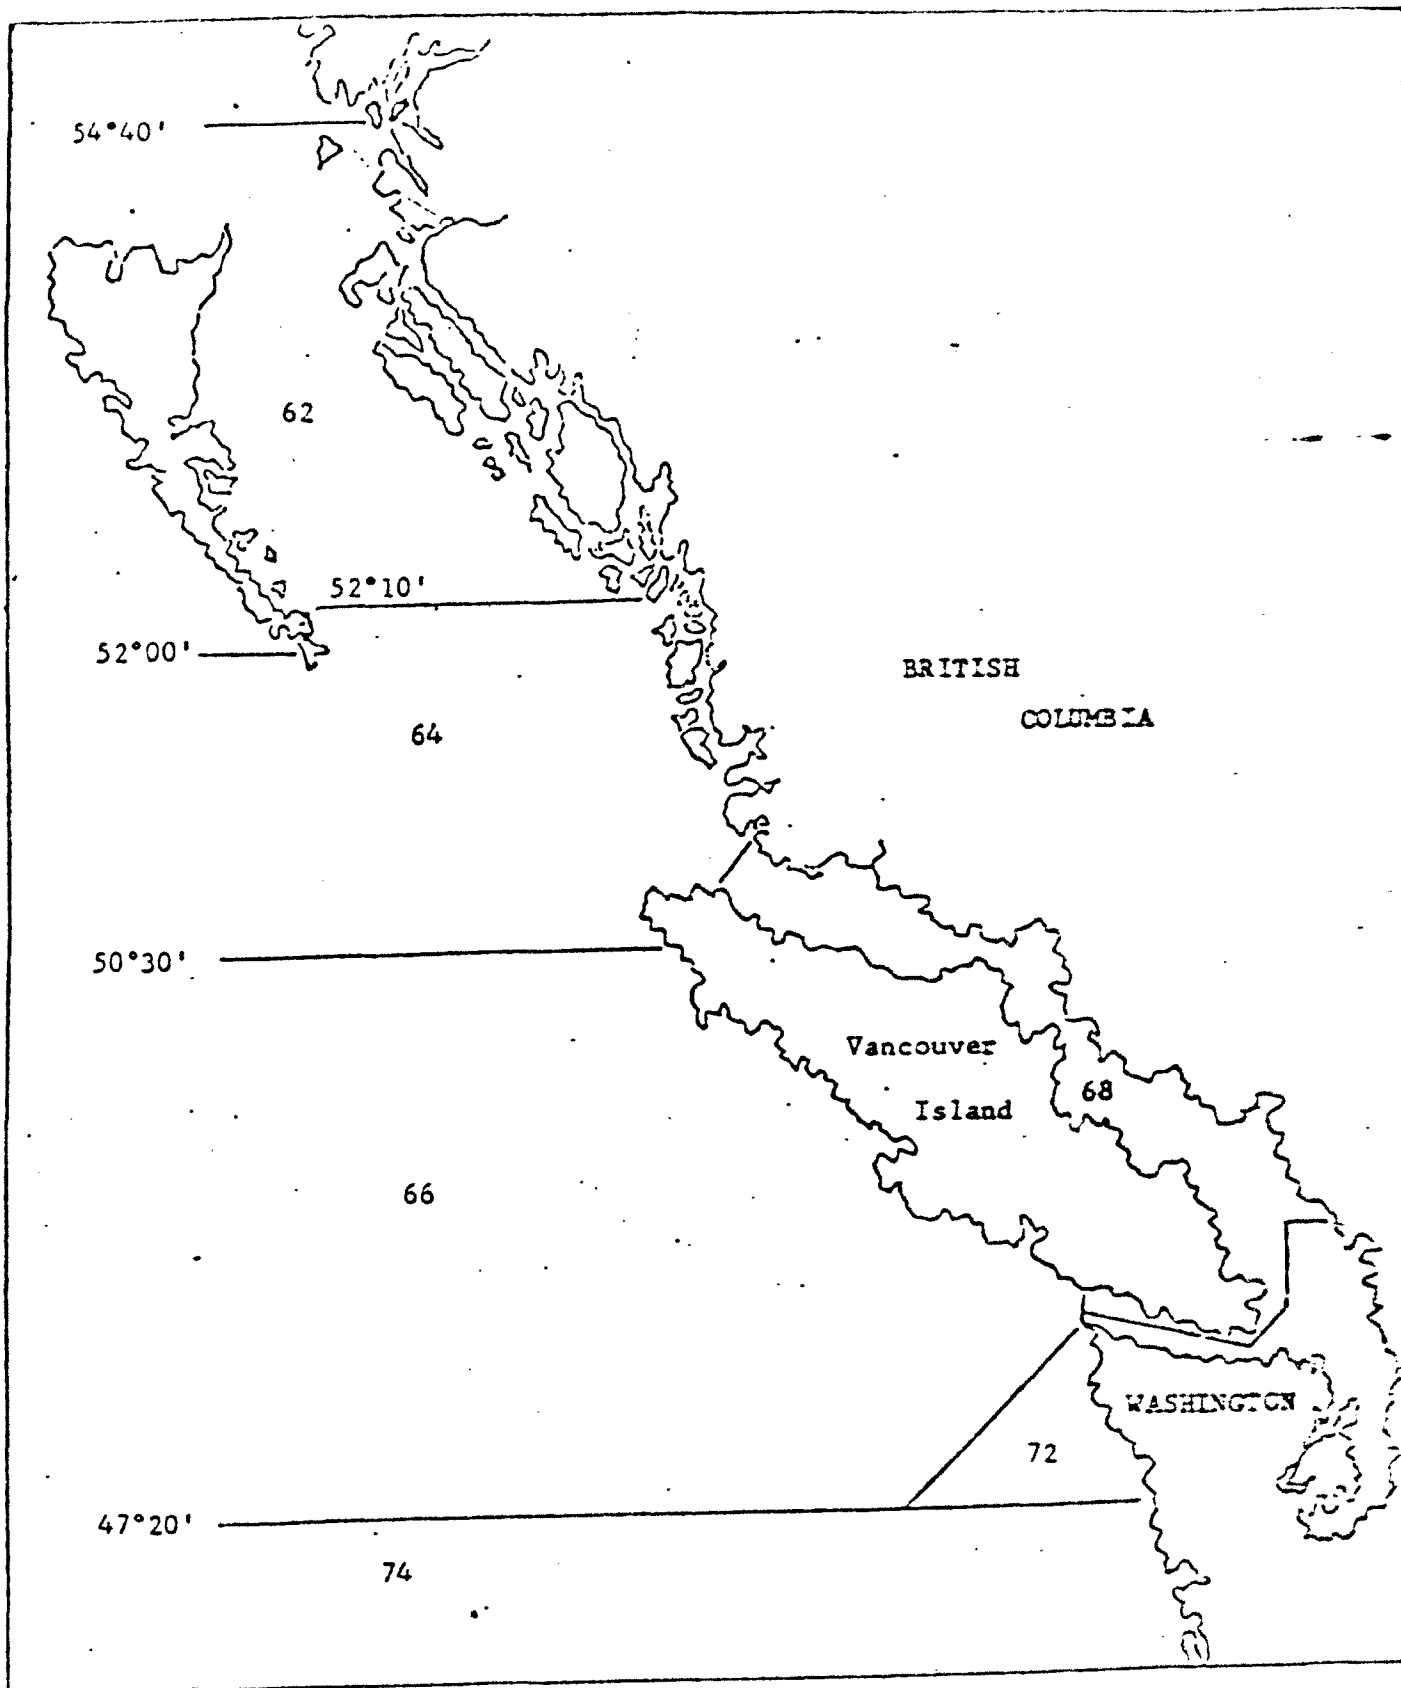 54°40'
62
52°10'
52°00'
BRITISH
COLUMBIA
64
50°30'
Vancouver
68
Island
66
WASHINGTON
72
47°20'
74